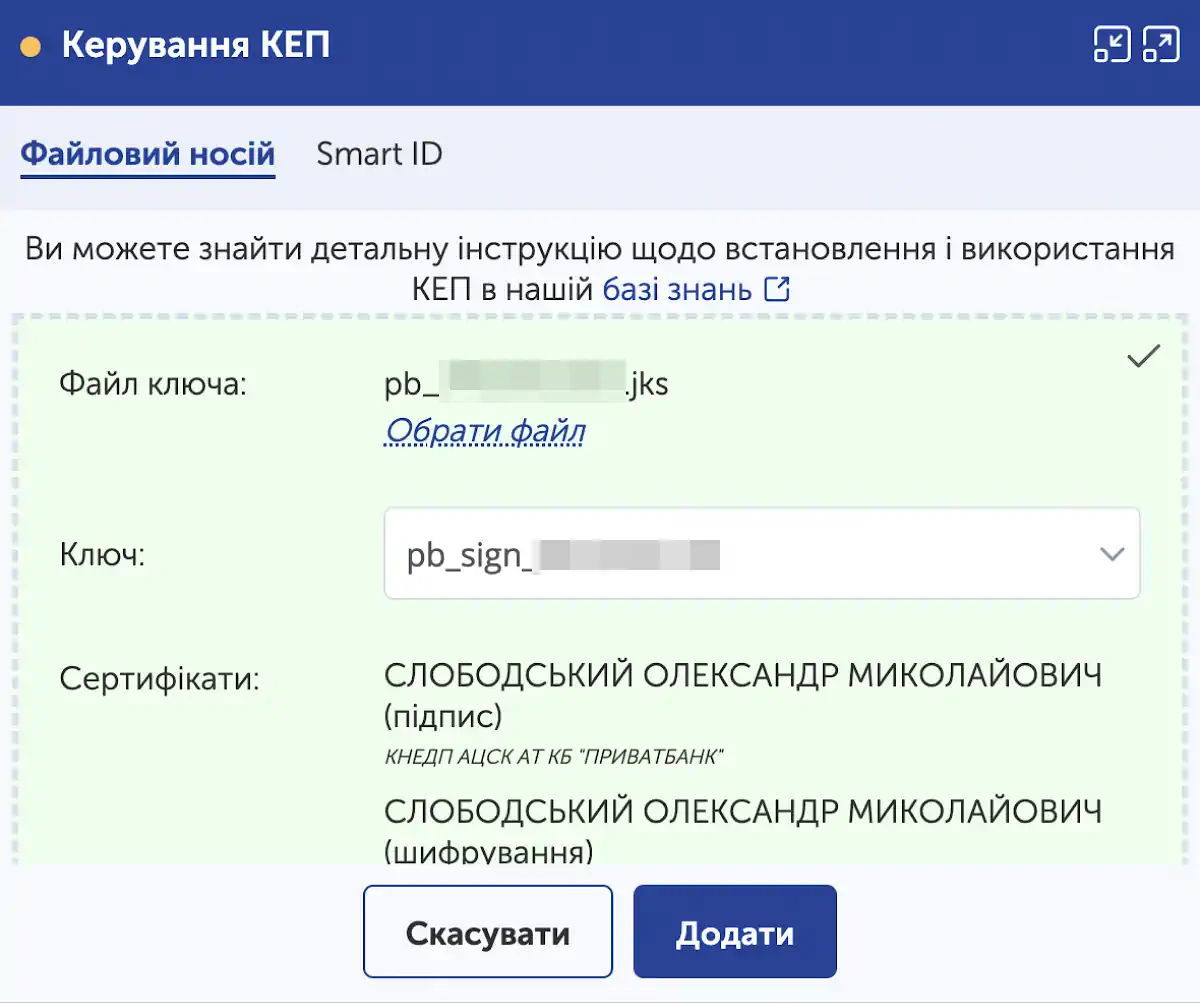 Керування КЕП
Файловий носій Smart ID
Ви можете знайти детальну інструкцію щодо встановлення і використання
КЕП в нашій базі знань
Файл ключа: pb_ .jks
Обрати файл
Ключ: pb_sign_
Сертифікати: СЛОБОДСЬКИЙ ОЛЕКСАНДР МИКОЛАЙОВИЧ
(підпис)
КНЕДП АЦСК АТ КБ "ПРИВАТБАНК"
СЛОБОДСЬКИЙ ОЛЕКСАНДР МИКОЛАЙОВИЧ
(шифрування)
Скасувати Додати